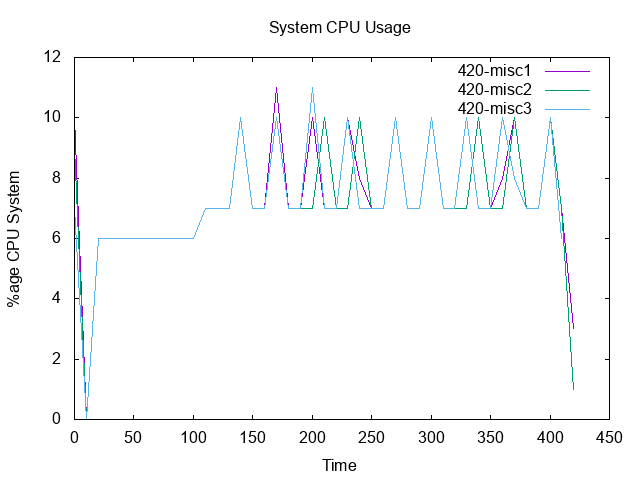 System CPU Usage
420-misc1
420-misc2
420-misc3
%age CPU System
12
10
8
6
4
2
0
0 50 100 150 200 250 300 350 400 450
Time